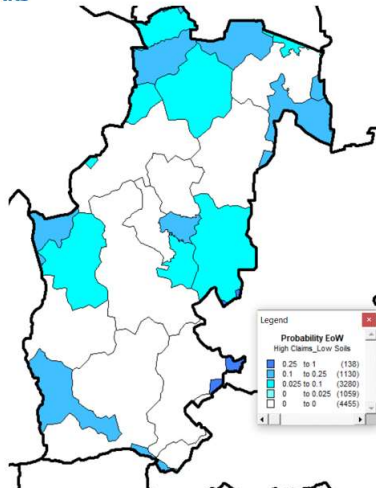 Legend
Probability EoW
High Claims_Low Soils
0.25 to 1 (138)
0.1 to 0.25 (1130)
0.025 to 0.1 (3280)
0 to 0.025 (1059)
0 to 0 (4455)